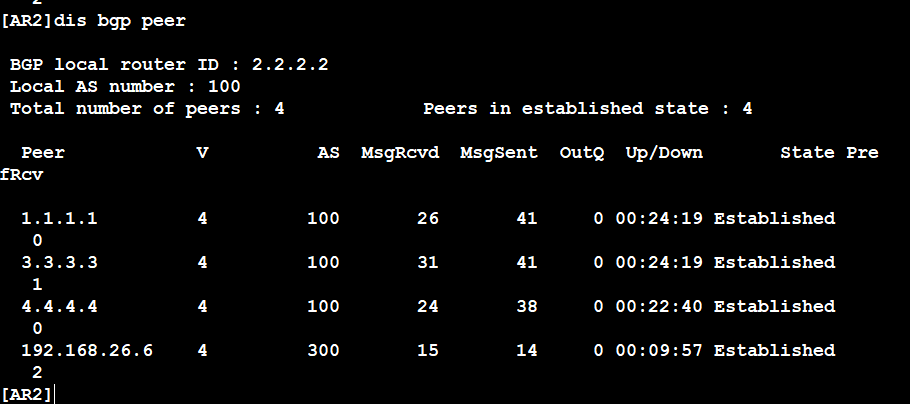 2
[AR2]dis bgp peer
BGP local router ID : 2.2.2.2
Local AS number : 100
Total number of peers : 4                 Peers in established state : 4
Peer            V          AS  MsgRcvd  MsgSent  OutQ  Up/Down       State Pre
fRcv
1.1.1.1         4         100       26       41     0 00:24:19 Established
0
3.3.3.3         4         100       31       41     0 00:24:19 Established
1
4.4.4.4         4         100       24       38     0 00:22:40 Established
0
192.168.26.6    4         300       15       14     0 00:09:57 Established
2
[AR2]